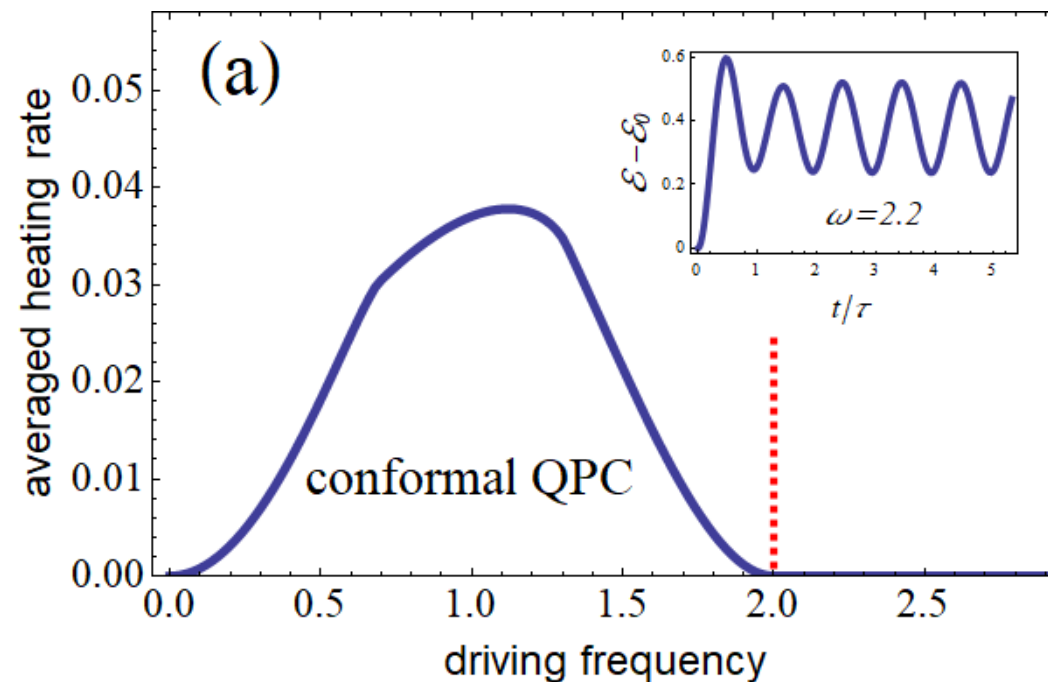 (a)
averaged heating rate
0.05
0.04
0.03
0.02
0.01
0.00
0.0 0.5 1.0 1.5 2.0 2.5
driving frequency
conformal QPC
ℰ−ℰ₀
0.6
0.4
0.2
0
0 1 2 3 4 5
t/τ
ω=2.2